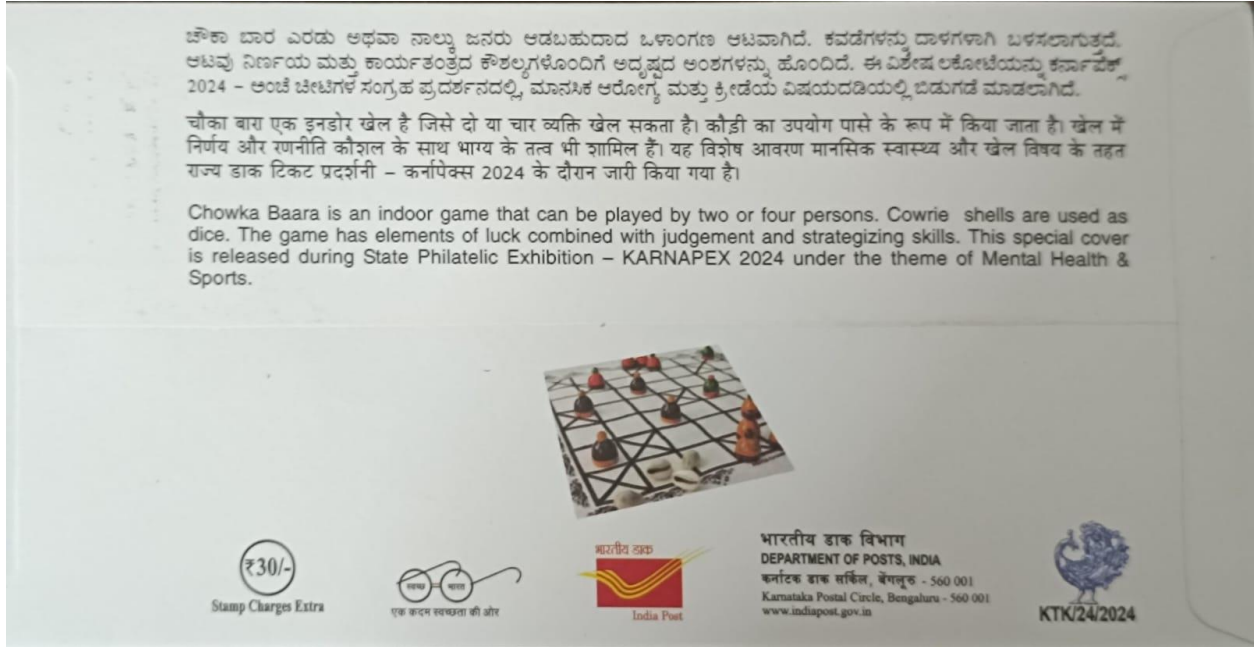 ಚೌಕಾ ಬಾರ ಎರಡು ಅಥವಾ ನಾಲ್ಕು ಜನರು ಆಡಬಹುದಾದ ಒಳಾಂಗಣ ಆಟವಾಗಿದೆ. ಕವಡೆಗಳನ್ನು ದಾಳಗಳಾಗಿ ಬಳಸಲಾಗುತ್ತದೆ.
ಆಟವು ನಿರ್ಣಯ ಮತ್ತು ಕಾರ್ಯತಂತ್ರದ ಕೌಶಲ್ಯಗಳೊಂದಿಗೆ ಅದೃಷ್ಟದ ಅಂಶಗಳನ್ನು ಹೊಂದಿದೆ. ಈ ವಿಶೇಷ ಲಕೋಟೆಯನ್ನು ಕರ್ನಾಪೆಕ್ಸ್
2024 – ಅಂಚೆ ಚೀಟಿಗಳ ಸಂಗ್ರಹ ಪ್ರದರ್ಶನದಲ್ಲಿ, ಮಾನಸಿಕ ಆರೋಗ್ಯ ಮತ್ತು ಕ್ರೀಡೆಯ ವಿಷಯದಡಿಯಲ್ಲಿ ಬಿಡುಗಡೆ ಮಾಡಲಾಗಿದೆ.
चौका बारा एक इनडोर खेल है जिसे दो या चार व्यक्ति खेल सकता है। कौड़ी का उपयोग पासे के रूप में किया जाता है। खेल में
निर्णय और रणनीति कौशल के साथ भाग्य के तत्व भी शामिल हैं। यह विशेष आवरण मानसिक स्वास्थ्य और खेल विषय के तहत
राज्य डाक टिकट प्रदर्शनी – कर्नापेक्स 2024 के दौरान जारी किया गया है।
Chowka Baara is an indoor game that can be played by two or four persons. Cowrie shells are used as
dice. The game has elements of luck combined with judgement and strategizing skills. This special cover
is released during State Philatelic Exhibition – KARNAPEX 2024 under the theme of Mental Health &
Sports.
₹30/-
Stamp Charges Extra
स्वच्छ भारत
एक कदम स्वच्छता की ओर
भारतीय डाक
India Post
भारतीय डाक विभाग
DEPARTMENT OF POSTS, INDIA
कर्नाटक डाक सर्किल, बेंगलूरु - 560 001
Karnataka Postal Circle, Bengaluru - 560 001
www.indiapost.gov.in
KTK/24/2024